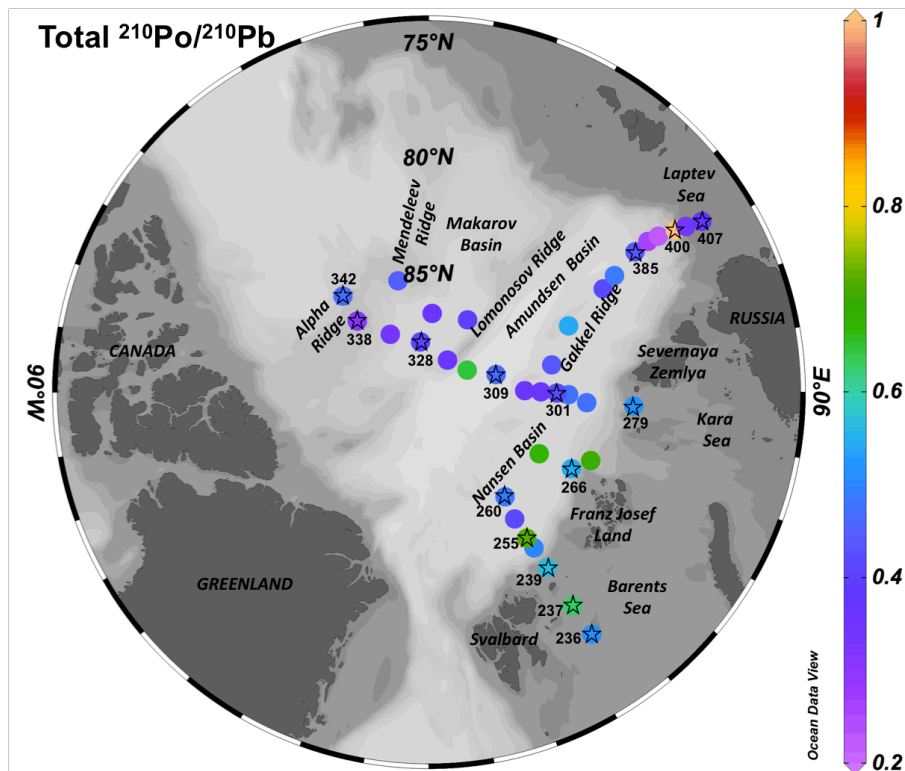 Total ²¹⁰Po/²¹⁰Pb
75°N
1
80°N
Laptev
Sea
Mendeleev
Ridge
Makarov
Basin
0.8
400
407
385
Lomonosov Ridge
Amundsen Basin
85°N
342
Alpha
Ridge
338
328
Gakkel Ridge
RUSSIA
CANADA
Severnaya
Zemlya
309
301
90°W
90°E
0.6
279
Kara
Sea
Nansen Basin
266
260
Franz Josef
Land
255
239
0.4
GREENLAND
Barents
Sea
237
Svalbard
236
Ocean Data View
0.2